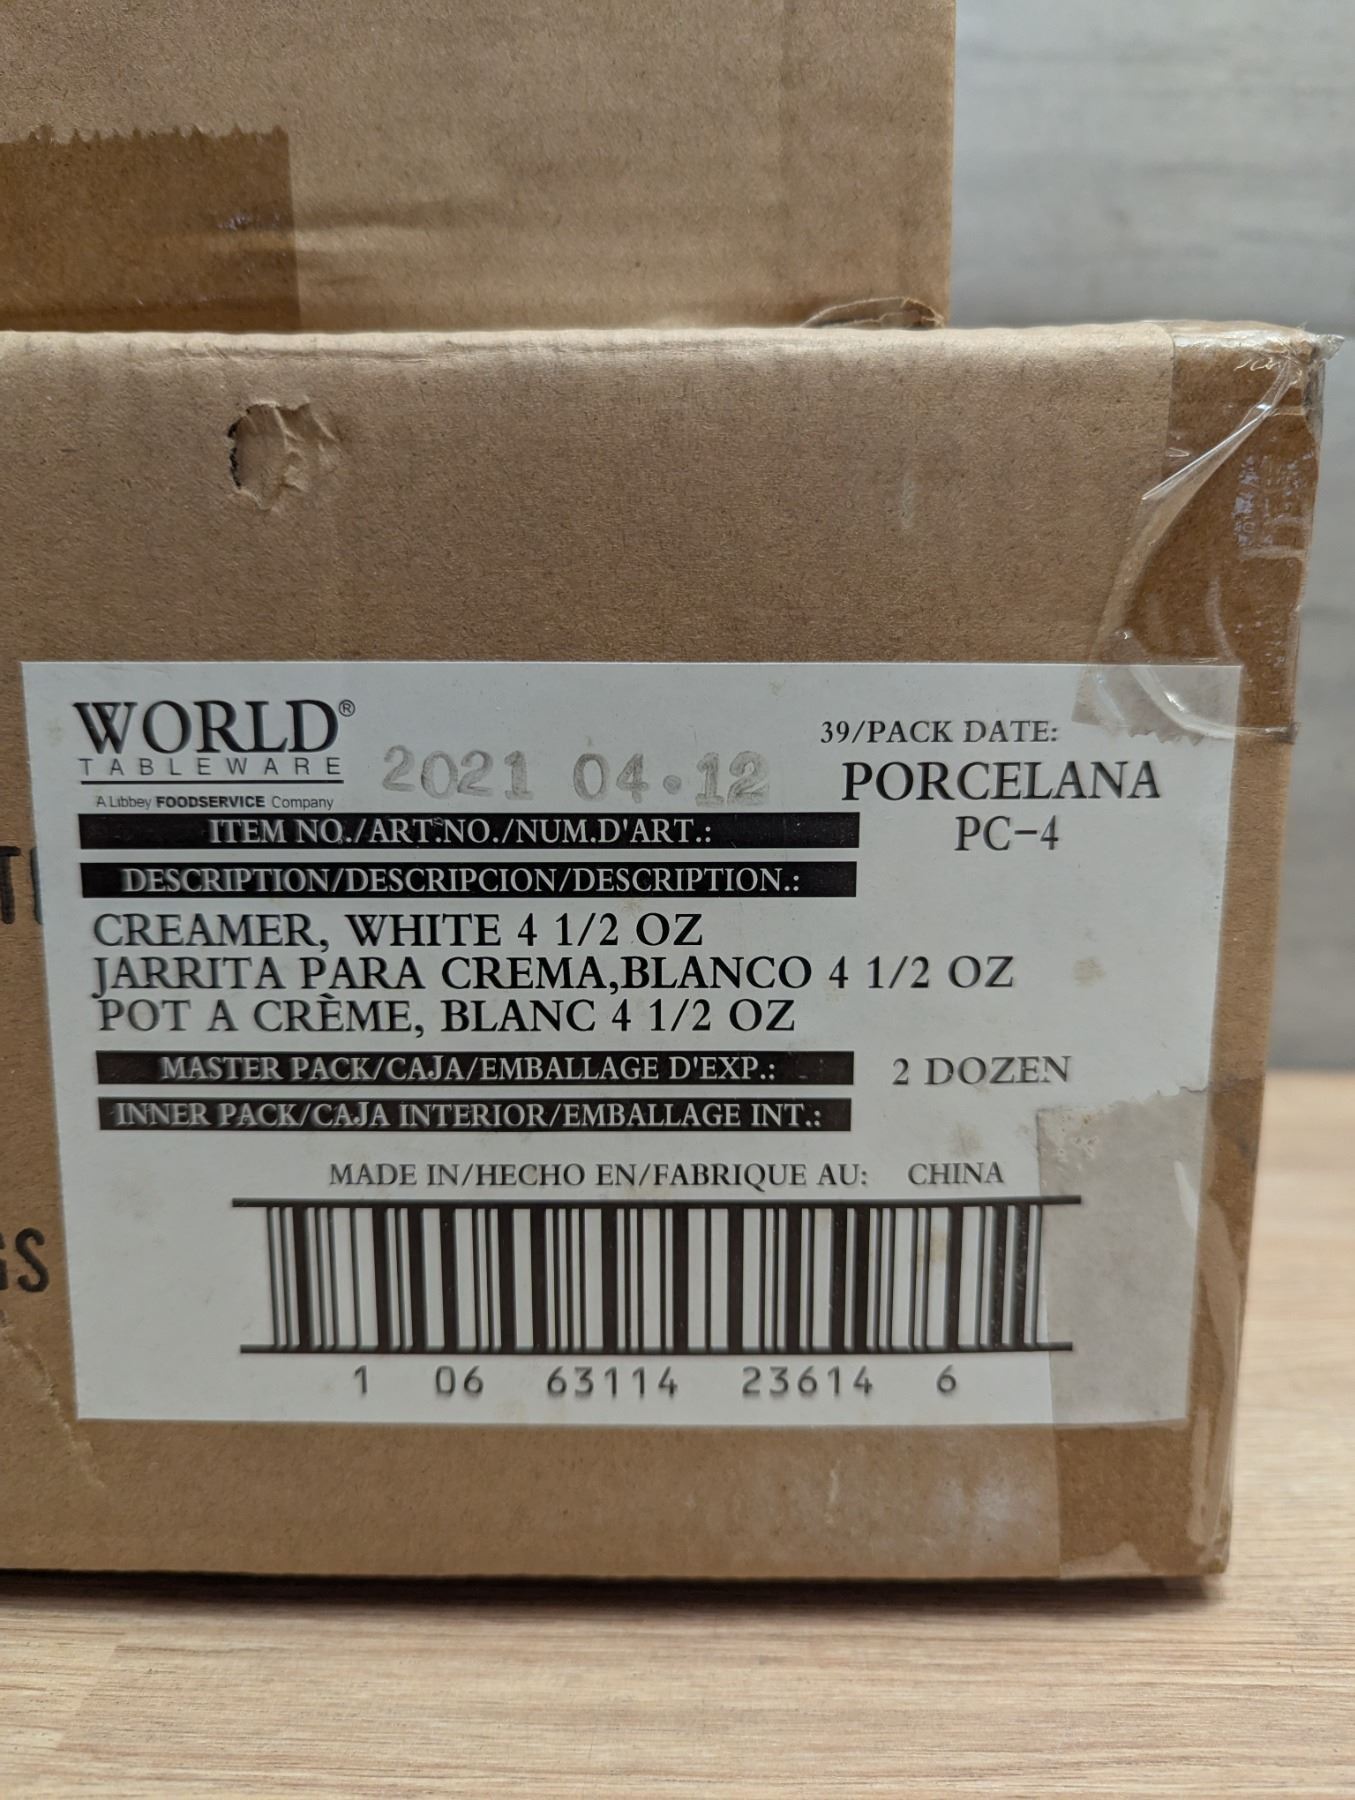 WORLD®
TABLEWARE
A Libbey FOODSERVICE Company
2021 04.12
39/PACK DATE:
PORCELANA
PC-4
ITEM NO./ART.NO./NUM.D'ART.:
DESCRIPTION/DESCRIPCION/DESCRIPTION.:
CREAMER, WHITE 4 1/2 OZ
JARRITA PARA CREMA,BLANCO 4 1/2 OZ
POT A CRÈME, BLANC 4 1/2 OZ
MASTER PACK/CAJA/EMBALLAGE D'EXP.: 2 DOZEN
INNER PACK/CAJA INTERIOR/EMBALLAGE INT.:
MADE IN/HECHO EN/FABRIQUE AU: CHINA
1 06 63114 23614 6